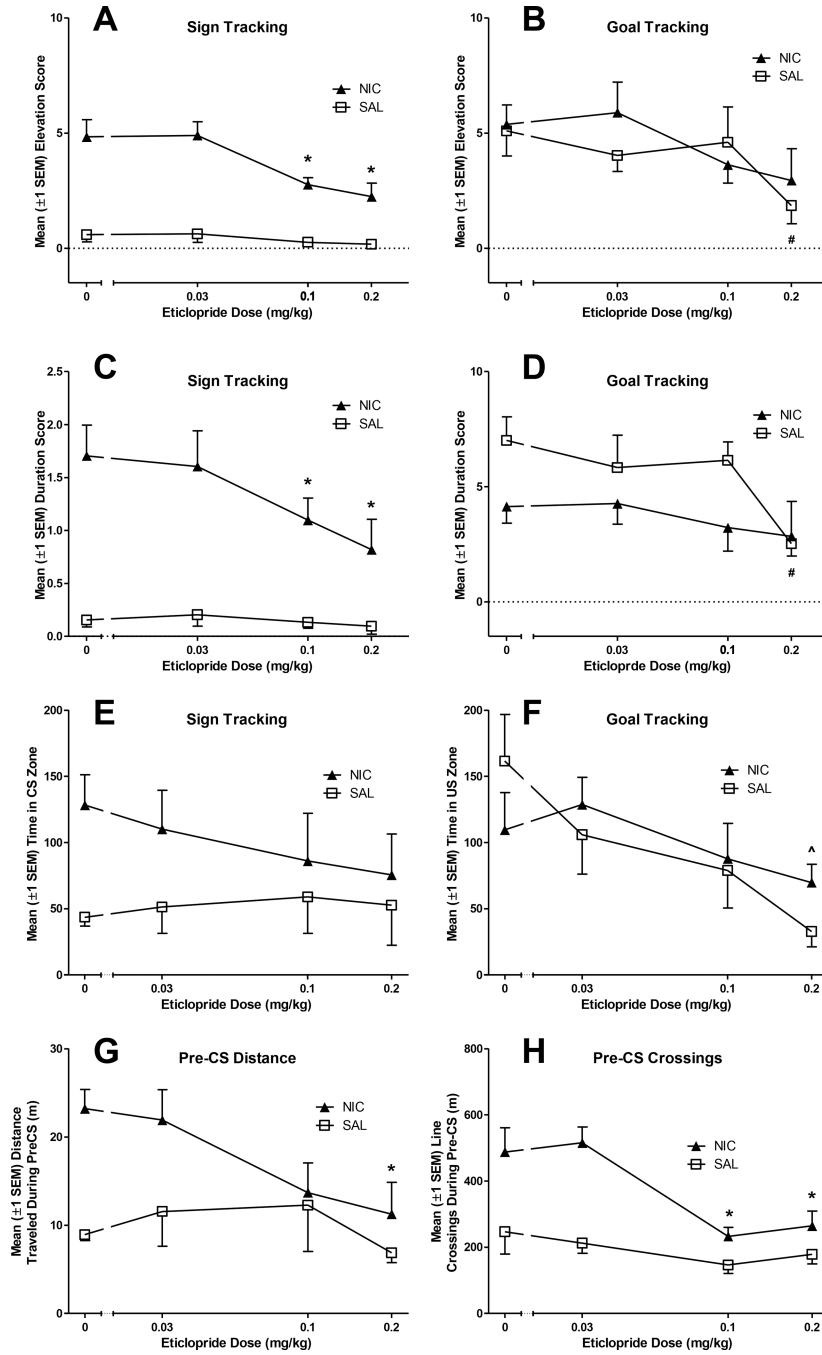 A
Sign Tracking
NIC
SAL
Mean (±1 SEM) Elevation Score
10
5
0
*
*
0
0.03
0.1
0.2
Eticlopride Dose (mg/kg)
B
Goal Tracking
NIC
SAL
Mean (±1 SEM) Elevation Score
10
5
0
#
0
0.03
0.1
0.2
Eticlopride Dose (mg/kg)
C
Sign Tracking
NIC
SAL
Mean (±1 SEM) Duration Score
2.5
2.0
1.5
1.0
0.5
0.0
*
*
0
0.03
0.1
0.2
Eticlopride Dose (mg/kg)
D
Goal Tracking
NIC
SAL
Mean (±1 SEM) Duration Score
10
5
0
#
0
0.03
0.1
0.2
Eticloprde Dose (mg/kg)
E
Sign Tracking
NIC
SAL
Mean (±1 SEM) Time in CS Zone
200
150
100
50
0
0
0.03
0.1
0.2
Eticlopride Dose (mg/kg)
F
Goal Tracking
NIC
SAL
Mean (±1 SEM) Time in US Zone
200
150
100
50
0
^
0
0.03
0.1
0.2
Eticlopride Dose (mg/kg)
G
Pre-CS Distance
NIC
SAL
Mean (±1 SEM) Distance
Traveled During PreCS (m)
30
20
10
0
*
0
0.03
0.1
0.2
Eticlopride Dose (mg/kg)
H
Pre-CS Crossings
NIC
SAL
Mean (±1 SEM) Line
Crossings During Pre-CS (m)
800
600
400
200
0
*
*
0
0.03
0.1
0.2
Eticlopride Dose (mg/kg)